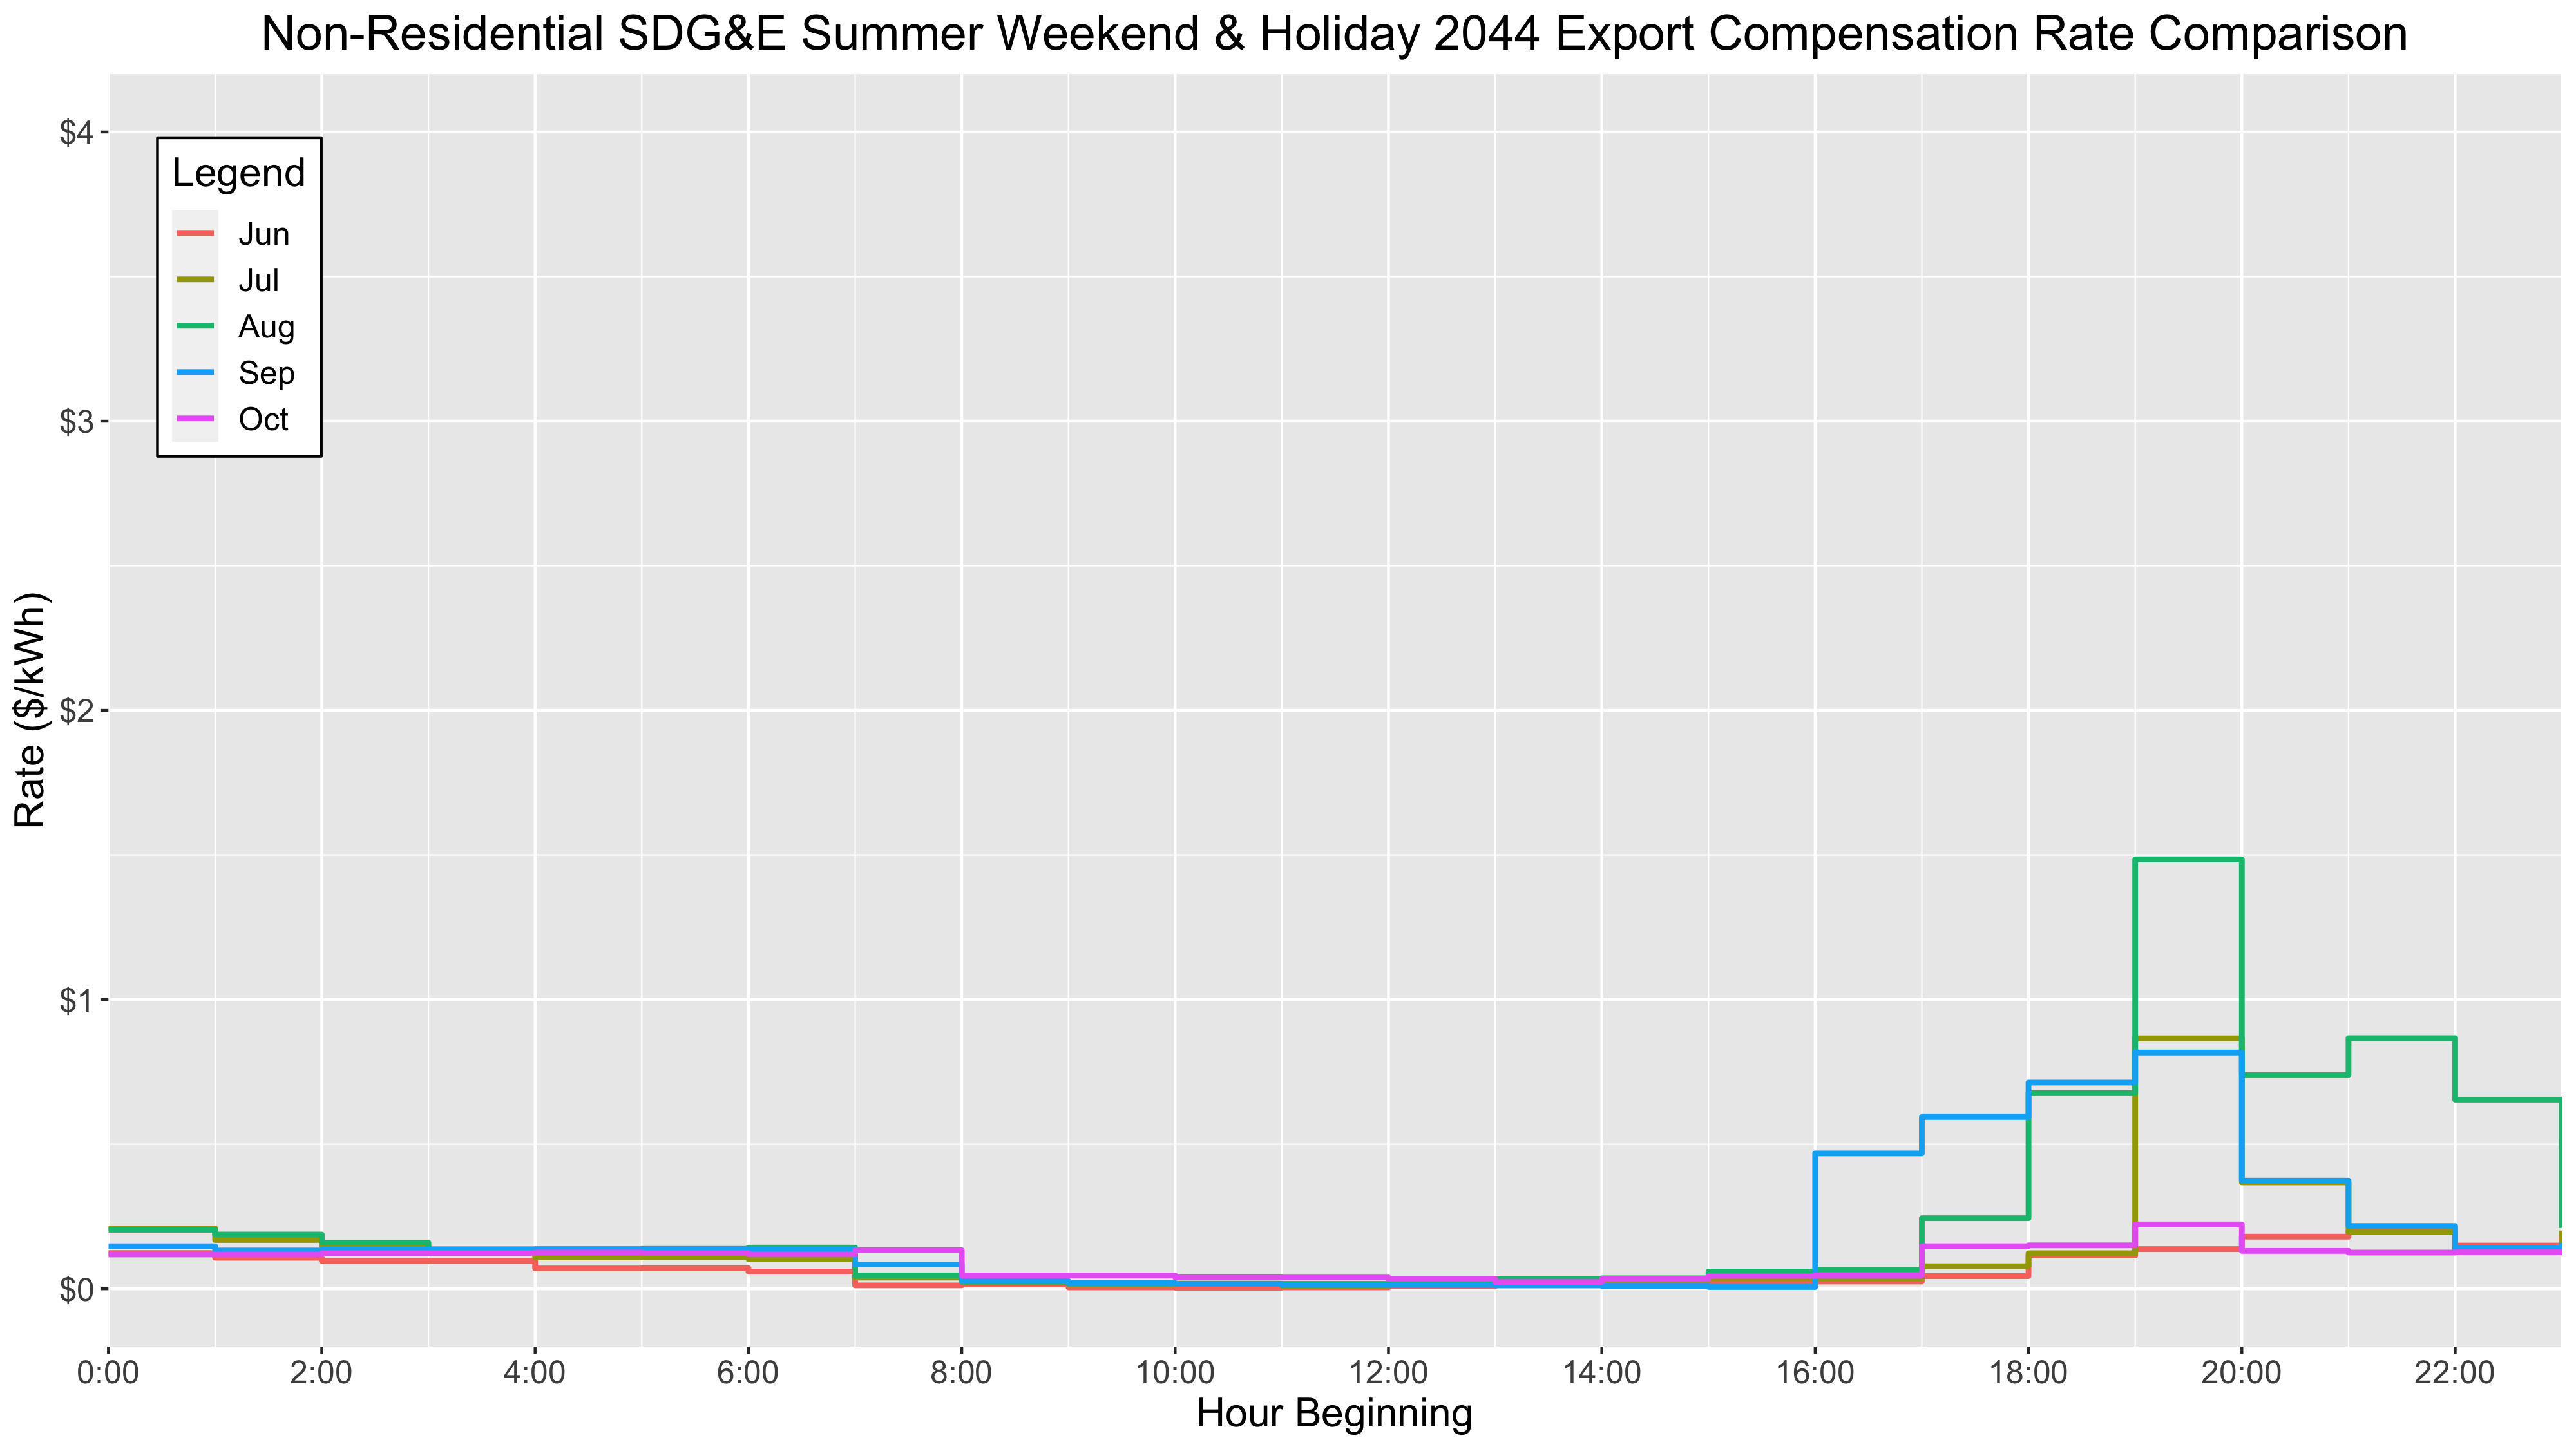 Non-Residential SDG&E Summer Weekend & Holiday 2044 Export Compensation Rate Comparison
Rate ($/kWh)
$4
$3
$2
$1
$0
Legend
Jun
Jul
Aug
Sep
Oct
0:00 2:00 4:00 6:00 8:00 10:00 12:00 14:00 16:00 18:00 20:00 22:00
Hour Beginning